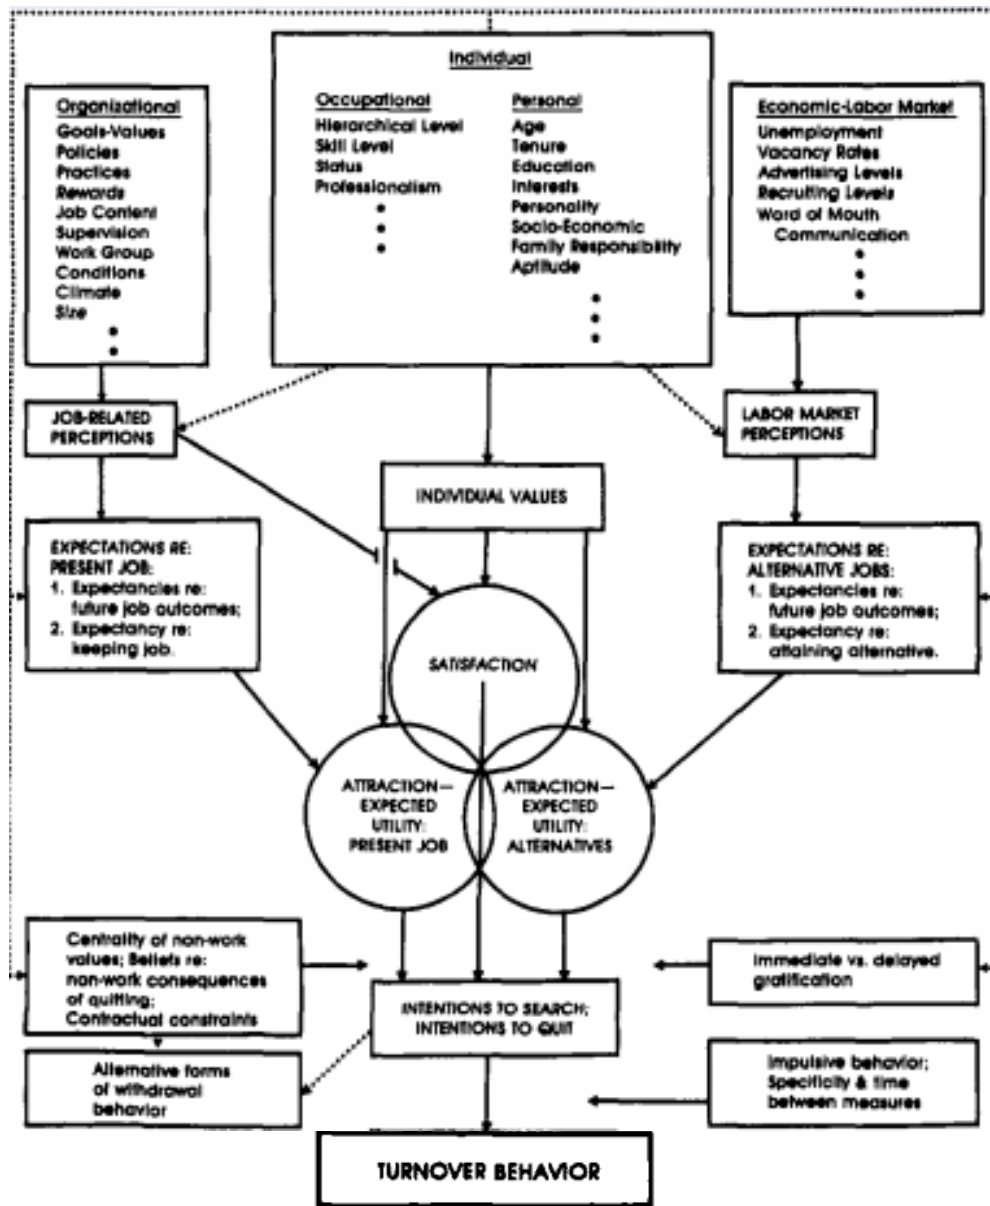 Individual
Organizational
Goals-Values
Policies
Practices
Rewards
Job Content
Supervision
Work Group
Conditions
Climate
Size
Occupational
Hierarchical Level
Skill Level
Status
Professionalism
Personal
Age
Tenure
Education
Interests
Personality
Socio-Economic
Family Responsibility
Aptitude
Economic-Labor Market
Unemployment
Vacancy Rates
Advertising Levels
Recruiting Levels
Word of Mouth
Communication
JOB-RELATED
PERCEPTIONS
LABOR MARKET
PERCEPTIONS
INDIVIDUAL VALUES
EXPECTATIONS RE:
PRESENT JOB:
1. Expectancies re:
future job outcomes;
2. Expectancy re:
keeping job.
EXPECTATIONS RE:
ALTERNATIVE JOBS:
1. Expectancies re:
future job outcomes;
2. Expectancy re:
attaining alternative.
SATISFACTION
ATTRACTION—
EXPECTED
UTILITY:
PRESENT JOB
ATTRACTION—
EXPECTED
UTILITY:
ALTERNATIVES
Centrality of non-work
values; Beliefs re:
non-work consequences
of quitting;
Contractual constraints
Immediate vs. delayed
gratification
INTENTIONS TO SEARCH;
INTENTIONS TO QUIT
Alternative forms
of withdrawal
behavior
Impulsive behavior;
Specificity & time
between measures
TURNOVER BEHAVIOR